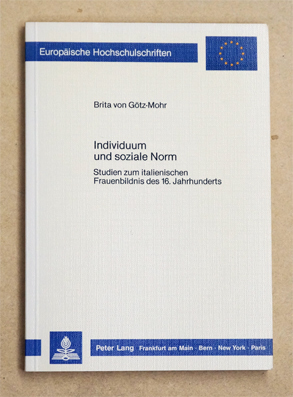 Europäische Hochschulschriften
Brita von Götz-Mohr
Individuum
und soziale Norm
Studien zum italienischen
Frauenbildnis des 16. Jahrhunderts
Peter Lang Frankfurt am Main · Bern · New York · Paris